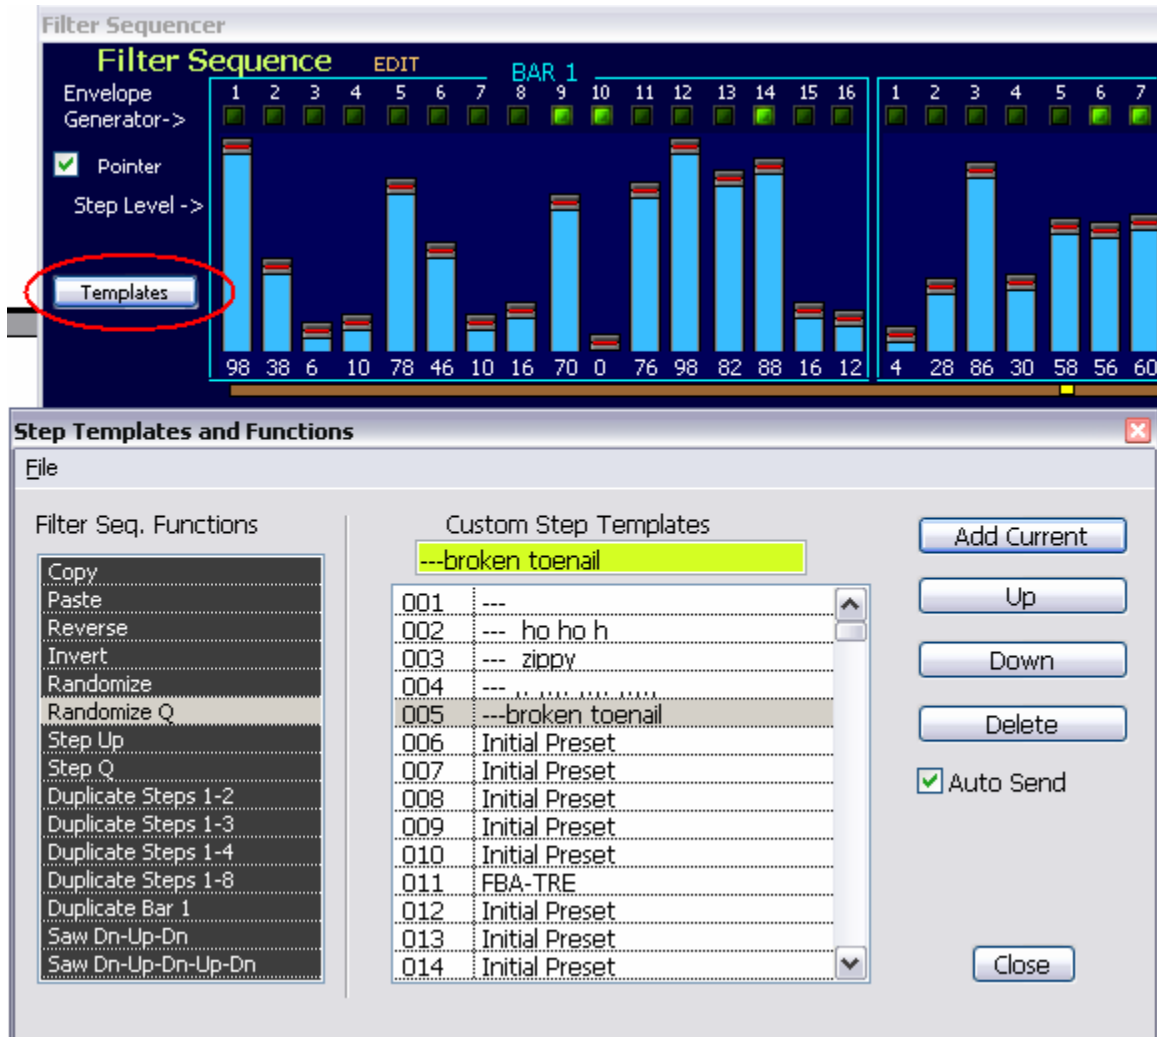 Filter Sequencer
Filter Sequence EDIT BAR 1
Envelope Generator->
1 2 3 4 5 6 7 8 9 10 11 12 13 14 15 16 1 2 3 4 5 6 7
Pointer
Step Level ->
Templates
98 38 6 10 78 46 10 16 70 0 76 98 82 88 16 12 4 28 86 30 58 56 60
Step Templates and Functions
File
Filter Seq. Functions
Copy
Paste
Reverse
Invert
Randomize
Randomize Q
Step Up
Step Q
Duplicate Steps 1-2
Duplicate Steps 1-3
Duplicate Steps 1-4
Duplicate Steps 1-8
Duplicate Bar 1
Saw Dn-Up-Dn
Saw Dn-Up-Dn-Up-Dn
Custom Step Templates
---broken toenail
001 ---
002 --- ho ho h
003 --- zippy
004 --- ,. ,.,. .,., .,.,.
005 ---broken toenail
006 Initial Preset
007 Initial Preset
008 Initial Preset
009 Initial Preset
010 Initial Preset
011 FBA-TRE
012 Initial Preset
013 Initial Preset
014 Initial Preset
Add Current
Up
Down
Delete
Auto Send
Close